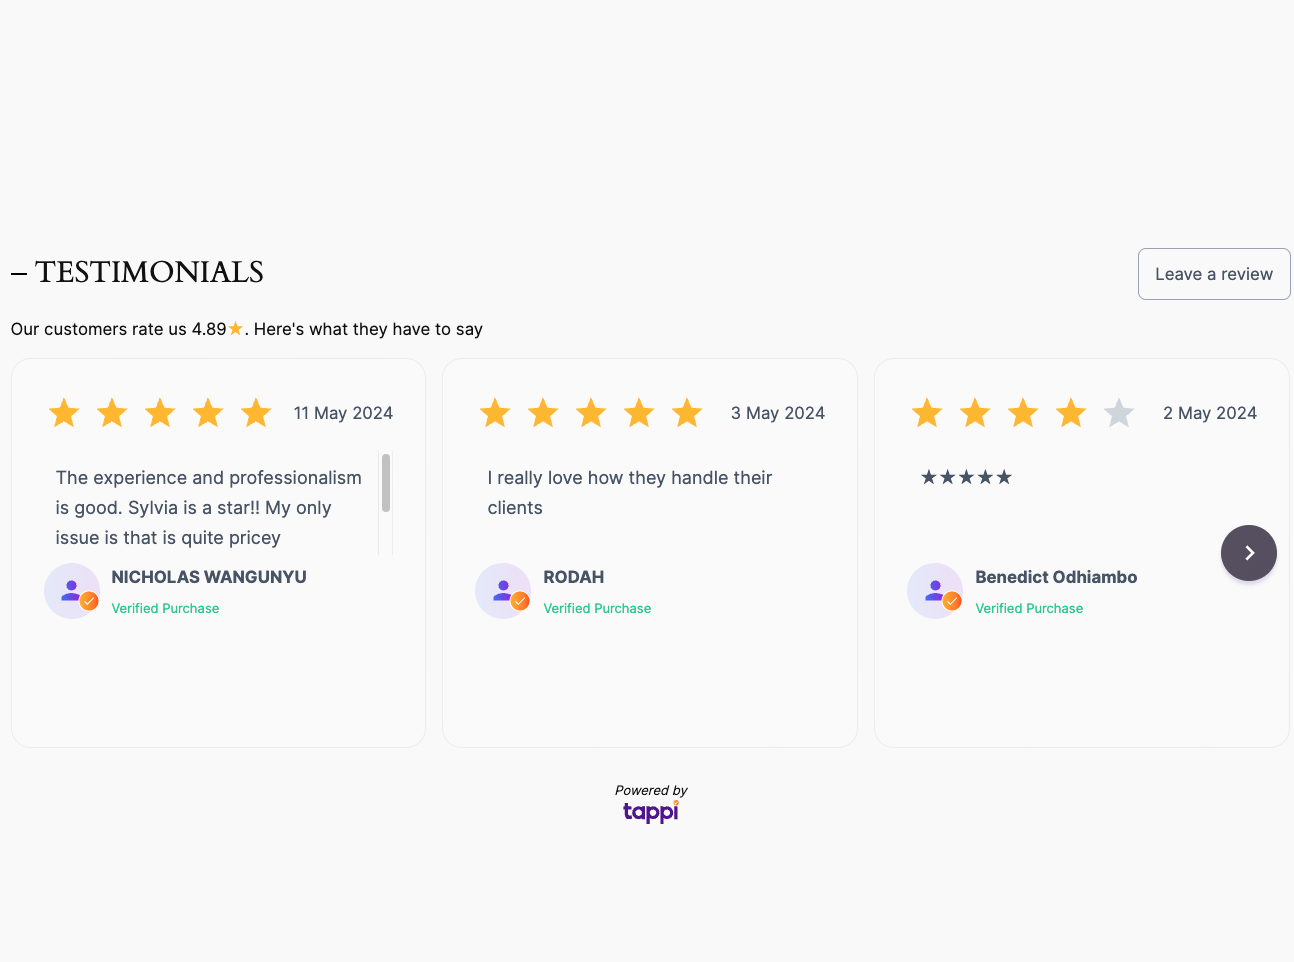 – TESTIMONIALS
Leave a review
Our customers rate us 4.89⭐. Here's what they have to say
11 May 2024
The experience and professionalism
is good. Sylvia is a star!! My only
issue is that is quite pricey
NICHOLAS WANGUNYU
Verified Purchase
3 May 2024
I really love how they handle their
clients
RODAH
Verified Purchase
2 May 2024
★★★★★
Benedict Odhiambo
Verified Purchase
Powered by
tappi